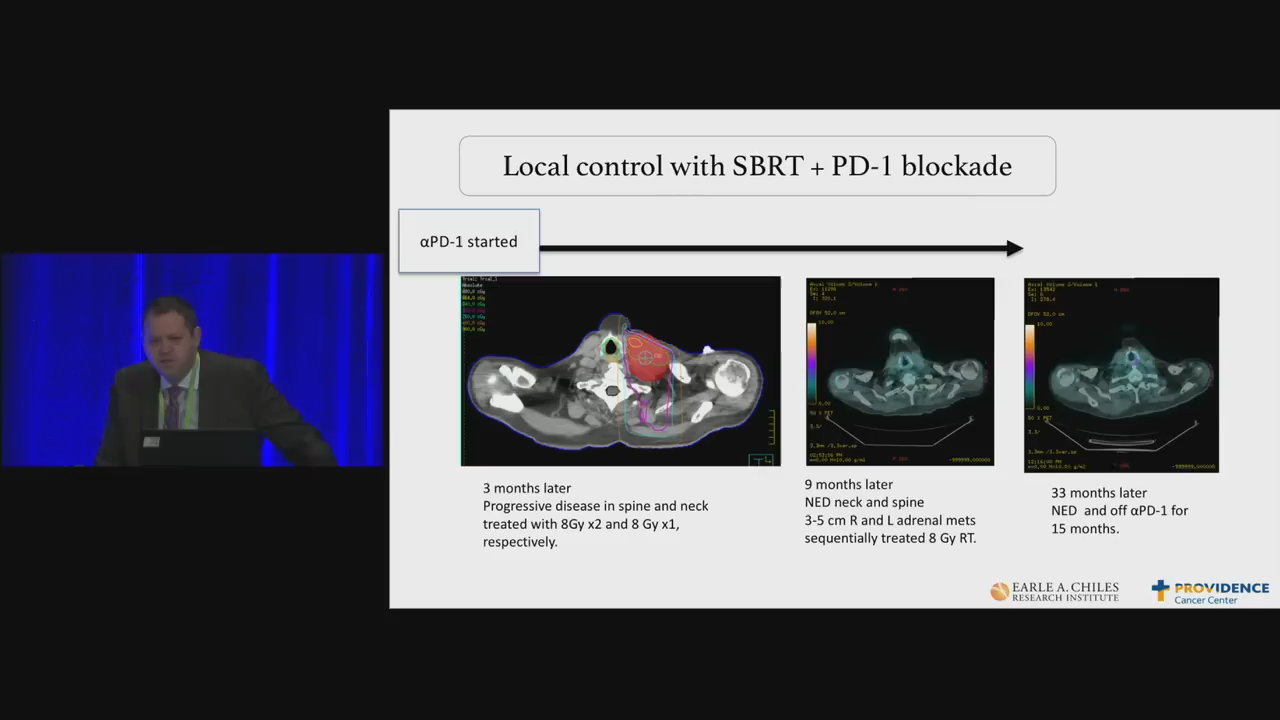 Local control with SBRT + PD-1 blockade
αPD-1 started
3 months later
Progressive disease in spine and neck
treated with 8Gy x2 and 8 Gy x1,
respectively.
9 months later
NED neck and spine
3-5 cm R and L adrenal mets
sequentially treated 8 Gy RT.
33 months later
NED and off αPD-1 for
15 months.
EARLE A. CHILES
RESEARCH INSTITUTE
PROVIDENCE
Cancer Center